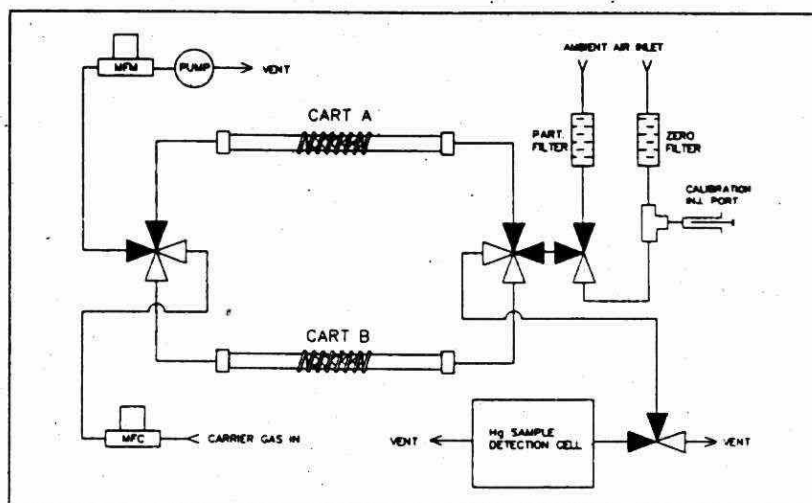 AMBIENT AIR INLET
MFM
PUMP
VENT
CART A
PART.
FILTER
ZERO
FILTER
CALIBRATION
INJ. PORT
CART B
MFC
CARRIER GAS IN
VENT
Hg SAMPLE
DETECTION CELL
VENT